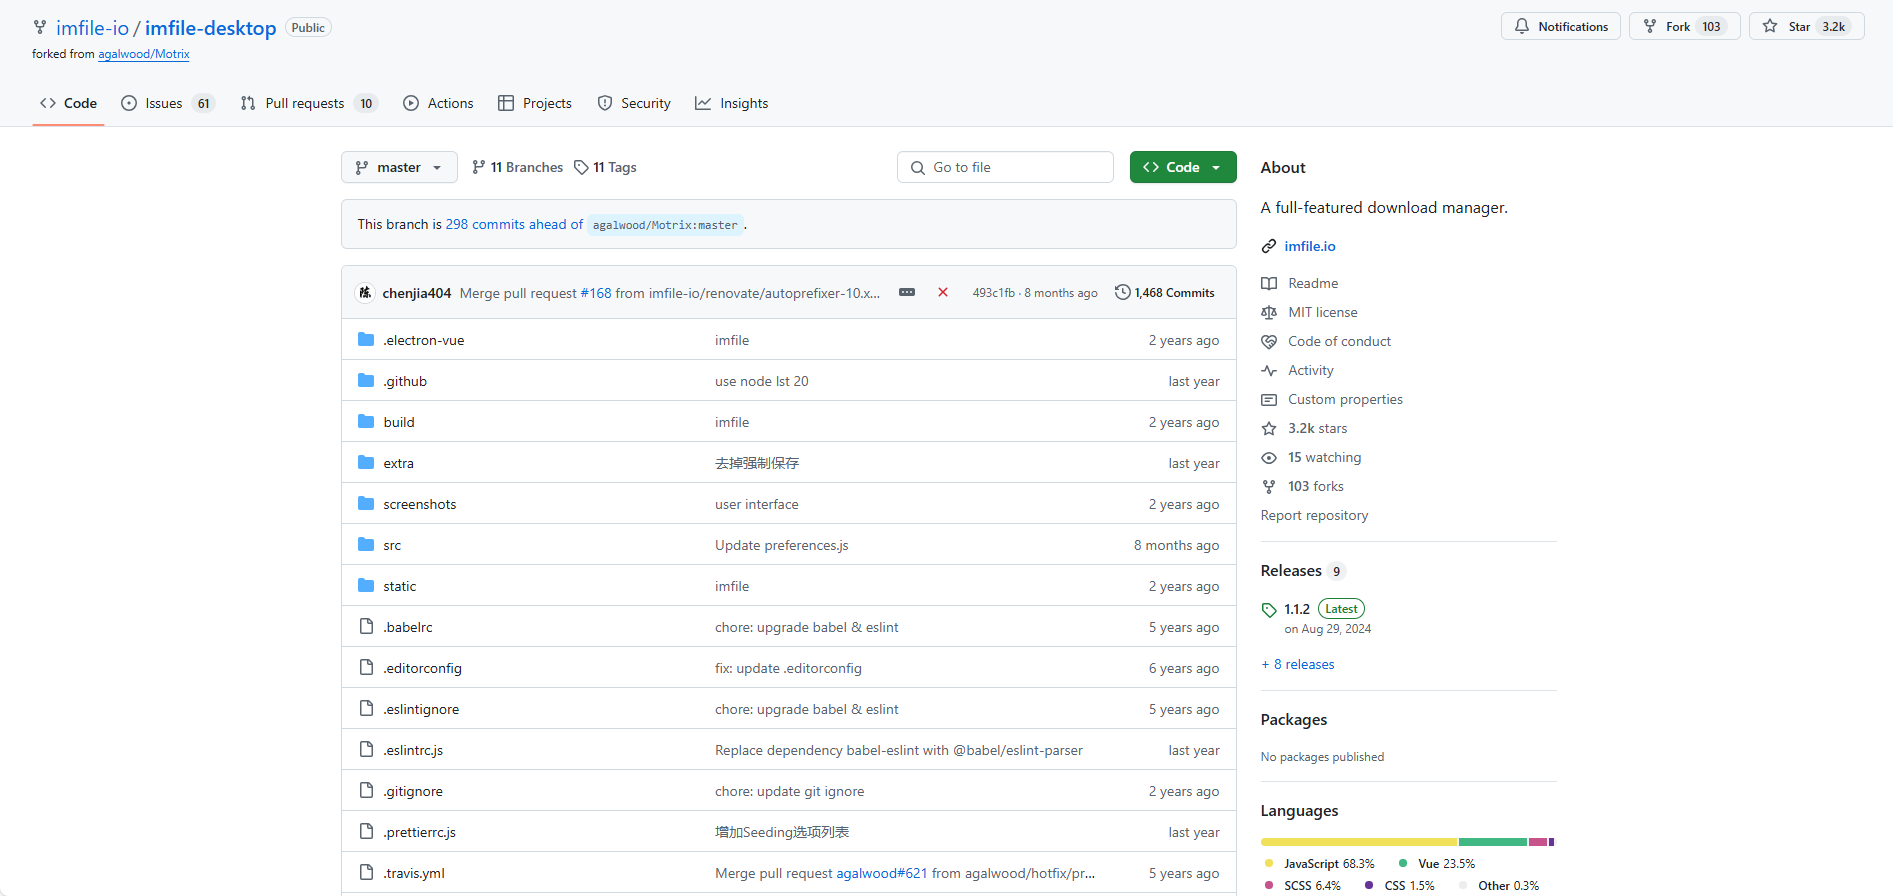 imfile-io / imfile-desktop Public
Notifications Fork 103 Star 3.2k
forked from agalwood/Motrix
Code Issues 61 Pull requests 10 Actions Projects Security Insights
master 11 Branches 11 Tags Go to file Code
This branch is 298 commits ahead of agalwood/Motrix:master .
chenjia404 Merge pull request #168 from imfile-io/renovate/autoprefixer-10.x... 493c1fb · 8 months ago 1,468 Commits
.electron-vue imfile 2 years ago
.github use node lst 20 last year
build imfile 2 years ago
extra 去掉强制保存 last year
screenshots user interface 2 years ago
src Update preferences.js 8 months ago
static imfile 2 years ago
.babelrc chore: upgrade babel & eslint 5 years ago
.editorconfig fix: update .editorconfig 6 years ago
.eslintignore chore: upgrade babel & eslint 5 years ago
.eslintrc.js Replace dependency babel-eslint with @babel/eslint-parser last year
.gitignore chore: update git ignore 2 years ago
.prettierrc.js 增加Seeding选项列表 last year
.travis.yml Merge pull request agalwood#621 from agalwood/hotfix/pr... 5 years ago
About
A full-featured download manager.
imfile.io
Readme
MIT license
Code of conduct
Activity
Custom properties
3.2k stars
15 watching
103 forks
Report repository
Releases 9
1.1.2 Latest
on Aug 29, 2024
+ 8 releases
Packages
No packages published
Languages
JavaScript 68.3% Vue 23.5%
SCSS 6.4% CSS 1.5% Other 0.3%